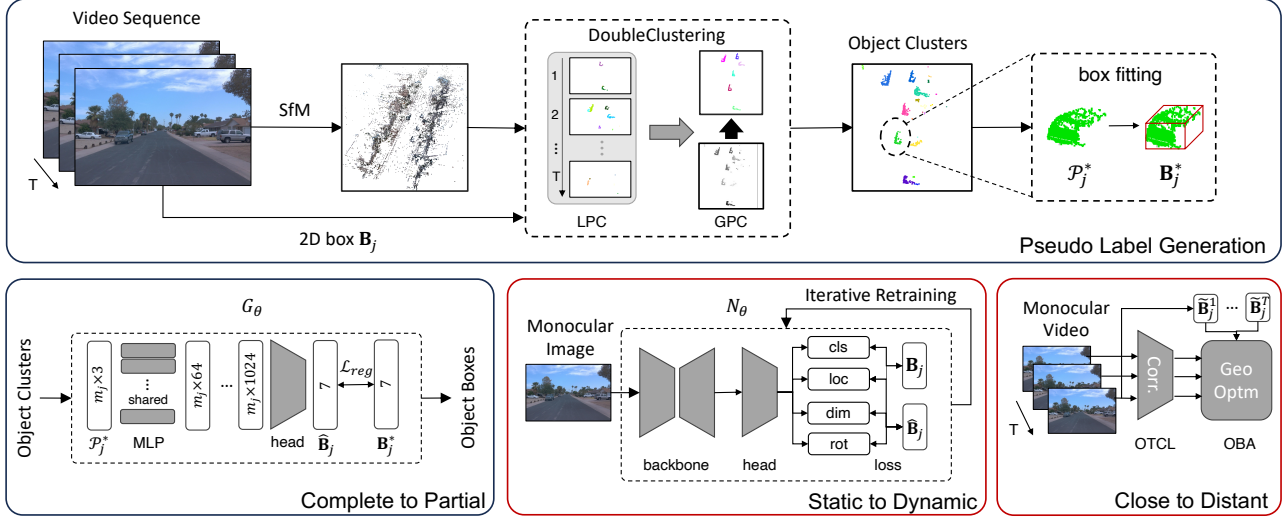 Video Sequence
T
SfM
2D box B_j
DoubleClustering
1
2
...
T
LPC
GPC
Object Clusters
box fitting
𝒫_j^*
B_j^*
Pseudo Label Generation
G_θ
Object Clusters
m_j×3
shared
...
m_j×64
...
m_j×1024
7
ℒ_reg
7
𝒫_j^*
MLP
head
B̂_j
B_j^*
Object Boxes
Complete to Partial
N_θ
Iterative Retraining
Monocular
Image
cls
loc
dim
rot
B_j
B̂_j
backbone
head
loss
Static to Dynamic
Monocular
Video
T
B̃_j^1 ... B̃_j^T
Corr.
Geo
Optm
OTCL
OBA
Close to Distant